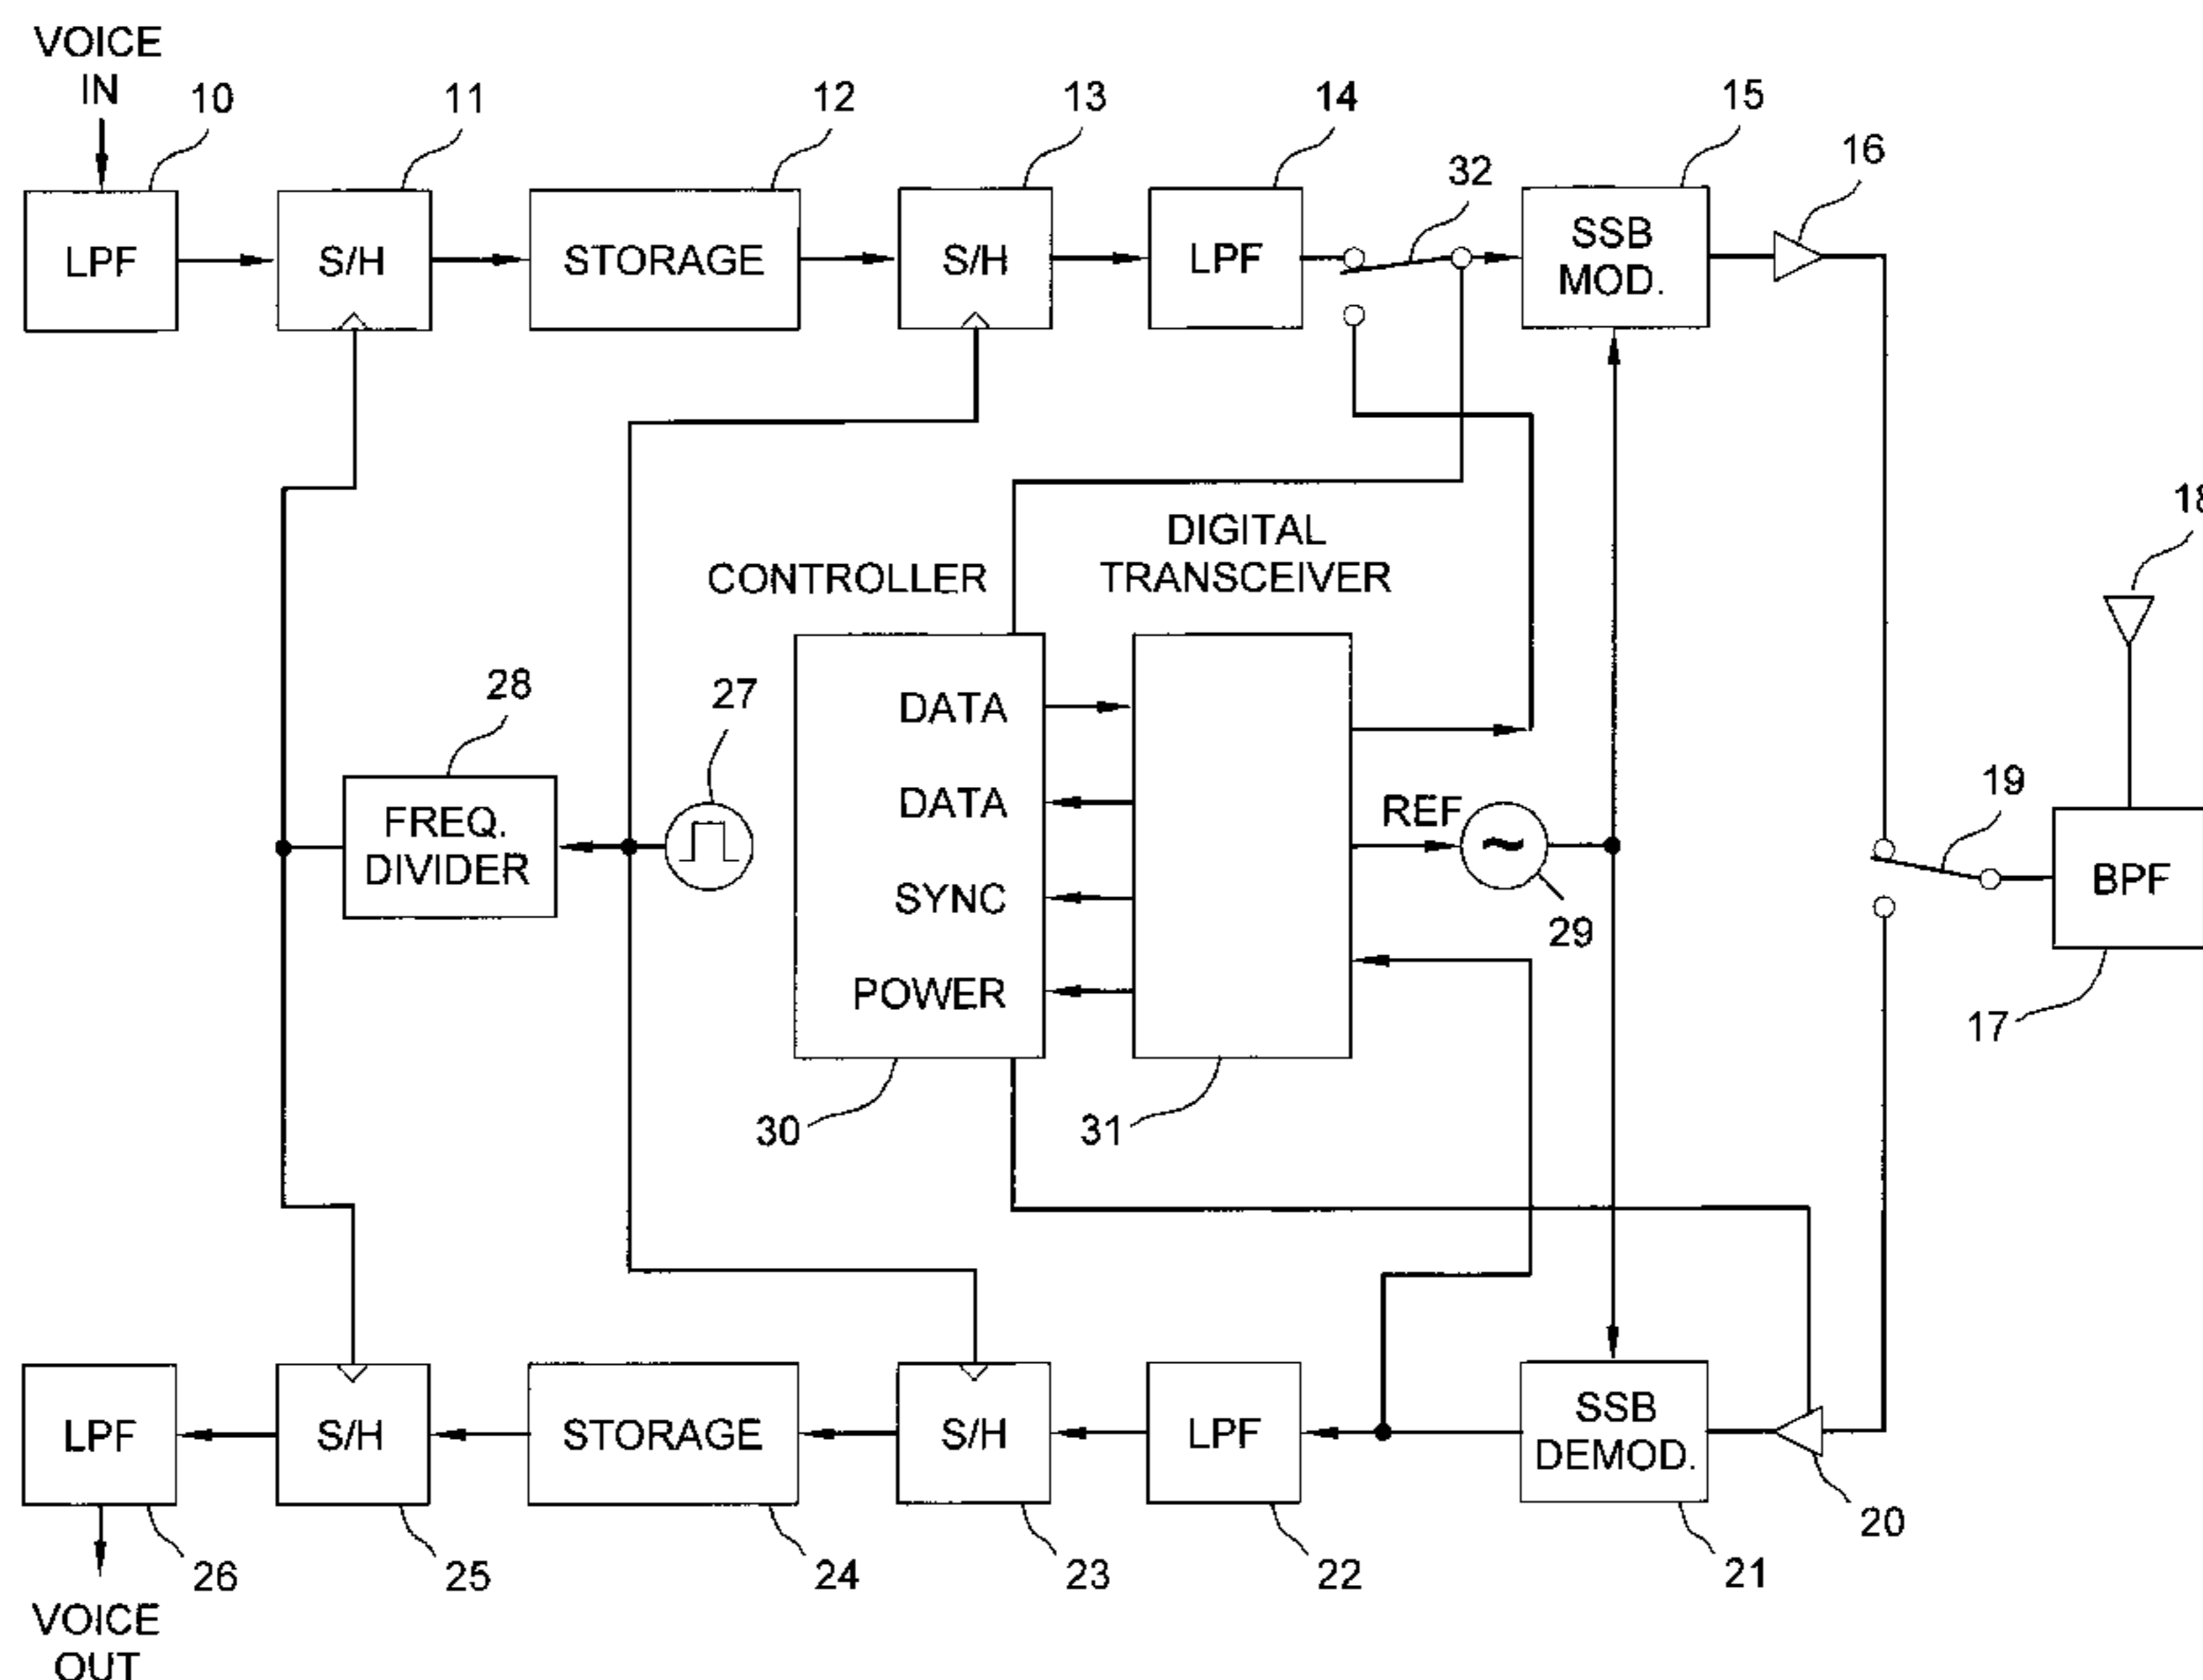 VOICE
IN
10
11
12
13
14
32
15
16
LPF
S/H
STORAGE
S/H
LPF
SSB
MOD.
18
CONTROLLER
DIGITAL
TRANSCEIVER
28
27
DATA
FREQ.
DIVIDER
DATA
REF
~
19
BPF
SYNC
29
POWER
17
30
31
LPF
S/H
STORAGE
S/H
LPF
SSB
DEMOD.
20
26
25
24
23
22
21
VOICE
OUT